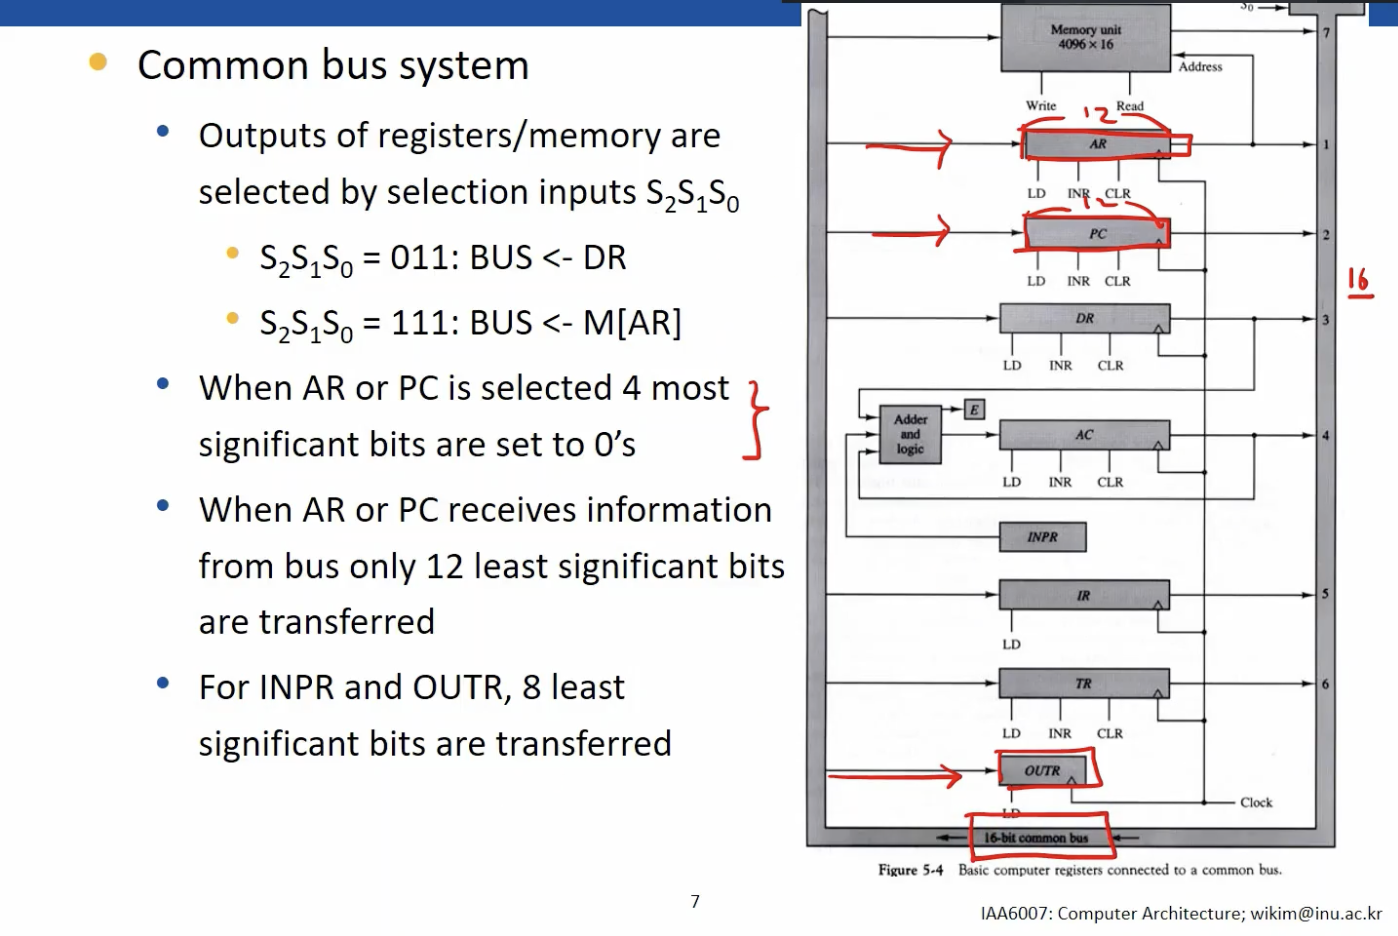 Common bus system
Outputs of registers/memory are
selected by selection inputs S2S1S0
S2S1S0 = 011: BUS <- DR
S2S1S0 = 111: BUS <- M[AR]
When AR or PC is selected 4 most
significant bits are set to 0's
When AR or PC receives information
from bus only 12 least significant bits
are transferred
For INPR and OUTR, 8 least
significant bits are transferred
S0
Memory unit
4096 × 16
7
Address
Write
Read
12
AR
1
LD INR CLR
12
PC
2
LD INR CLR
16
DR
3
LD INR CLR
E
Adder
and
logic
AC
4
LD INR CLR
INPR
IR
5
LD
TR
6
LD INR CLR
OUTR
LD
Clock
16-bit common bus
Figure 5-4 Basic computer registers connected to a common bus.
7
IAA6007: Computer Architecture; wikim@inu.ac.kr